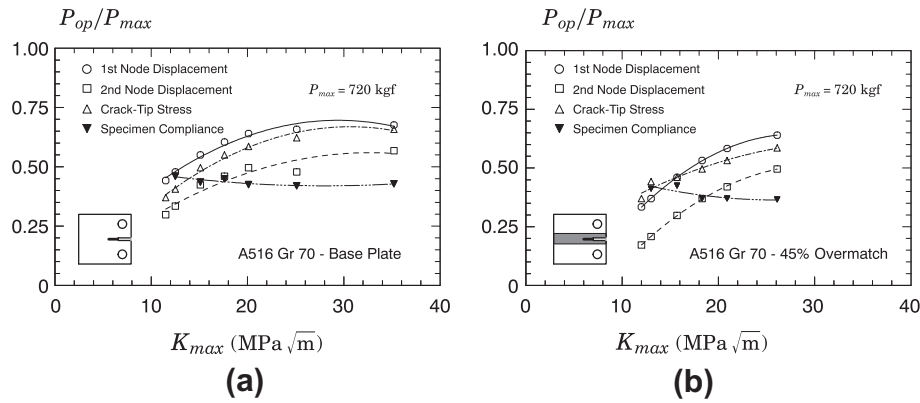 P_op/P_max
1.00
0.75
0.50
0.25
0
1st Node Displacement
2nd Node Displacement
Crack-Tip Stress
Specimen Compliance
P_max = 720 kgf
A516 Gr 70 - Base Plate
0 10 20 30 40
K_max (MPa √m)
(a)
P_op/P_max
1.00
0.75
0.50
0.25
0
1st Node Displacement
2nd Node Displacement
Crack-Tip Stress
Specimen Compliance
P_max = 720 kgf
A516 Gr 70 - 45% Overmatch
0 10 20 30 40
K_max (MPa √m)
(b)